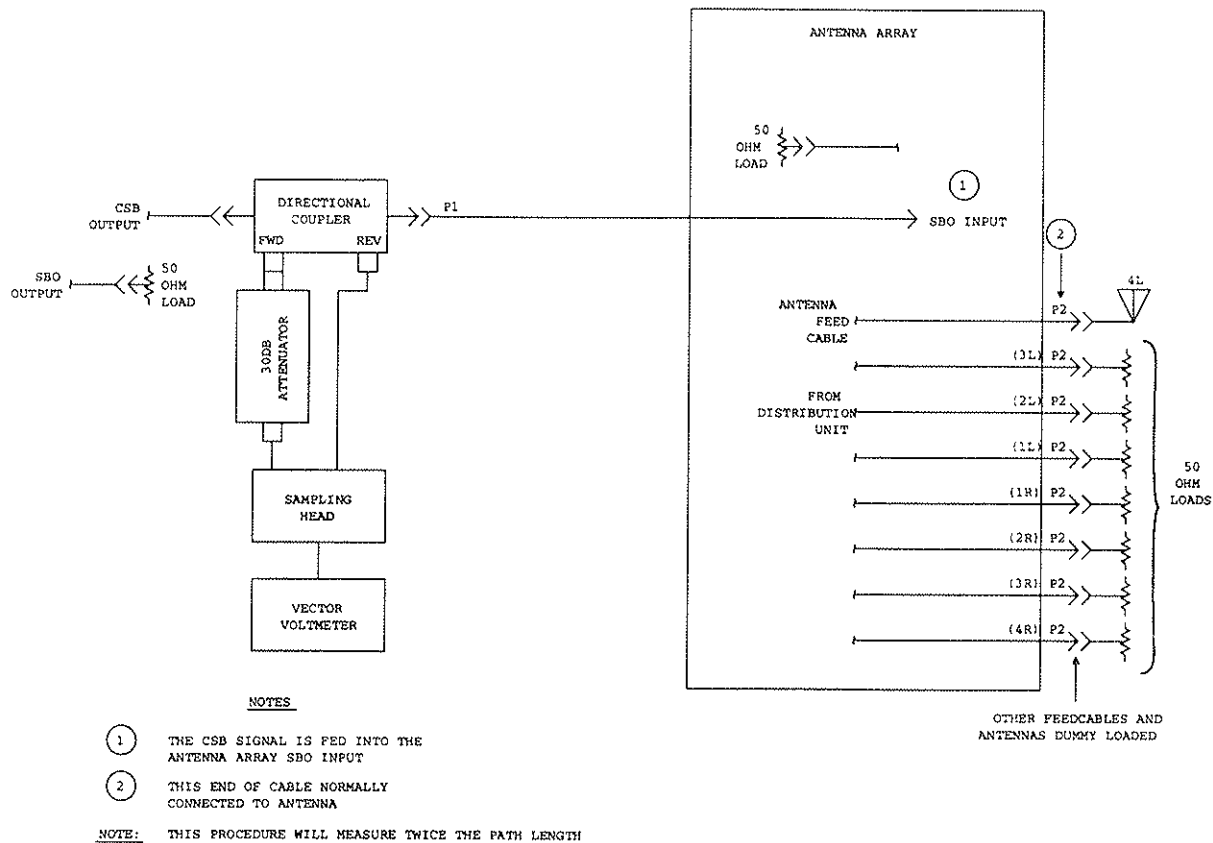 ANTENNA ARRAY
50
OHM
LOAD
1
SBO INPUT
CSB
OUTPUT
DIRECTIONAL
COUPLER
FWD
REV
P1
SBO
OUTPUT
50
OHM
LOAD
30DB
ATTENUATOR
SAMPLING
HEAD
VECTOR
VOLTMETER
2
4L
ANTENNA
FEED
CABLE
P2
(3L) P2
FROM
DISTRIBUTION
UNIT
(2L) P2
(1L) P2
(1R) P2
(2R) P2
(3R) P2
(4R) P2
50
OHM
LOADS
OTHER FEEDCABLES AND
ANTENNAS DUMMY LOADED
NOTES
1 THE CSB SIGNAL IS FED INTO THE
ANTENNA ARRAY SBO INPUT
2 THIS END OF CABLE NORMALLY
CONNECTED TO ANTENNA
NOTE: THIS PROCEDURE WILL MEASURE TWICE THE PATH LENGTH